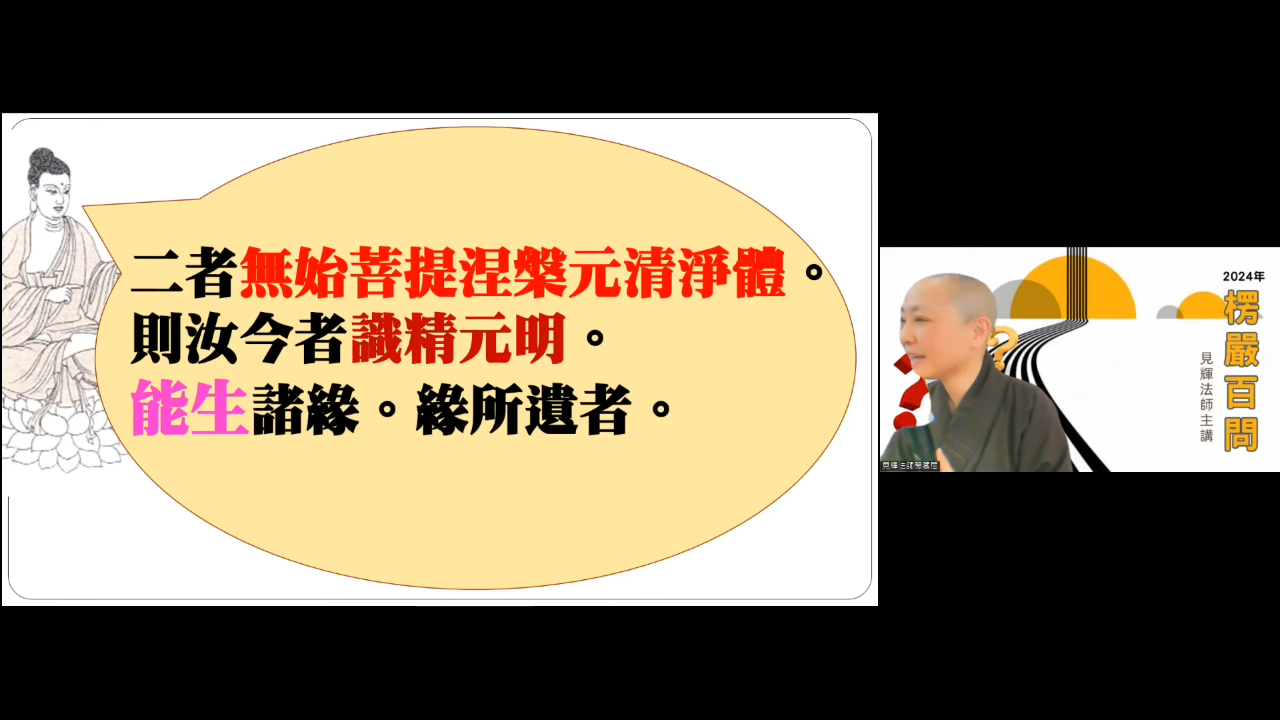 二者無始菩提涅槃元清淨體。
則汝今者識精元明。
能生諸緣。緣所遺者。
2024年
楞嚴百問
見輝法師主講